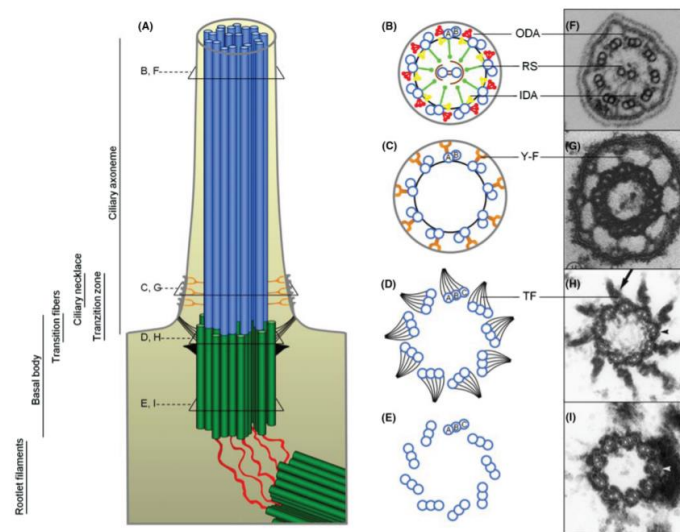 (A)
B, F
C, G
D, H
E, I
Ciliary axoneme
Ciliary necklace
Tranzition zone
Transition fibers
Basal body
Rootlet filaments
(B)
A B
ODA
RS
IDA
(F)
(C)
A B
Y-F
(G)
(D)
A B C
TF
(H)
(E)
A B C
(I)